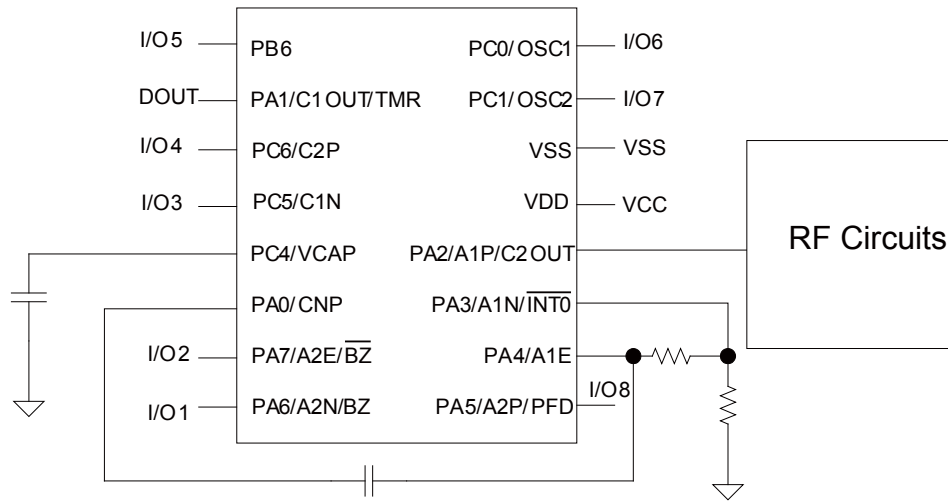 I/O5 PB6 PC0/OSC1 I/O6
DOUT PA1/C1OUT/TMR PC1/OSC2 I/O7
I/O4 PC6/C2P VSS VSS
I/O3 PC5/C1N VDD VCC
PC4/VCAP PA2/A1P/C2OUT RF Circuits
PA0/CNP PA3/A1N/INT0
I/O2 PA7/A2E/BZ PA4/A1E
I/O1 PA6/A2N/BZ PA5/A2P/PFD I/O8